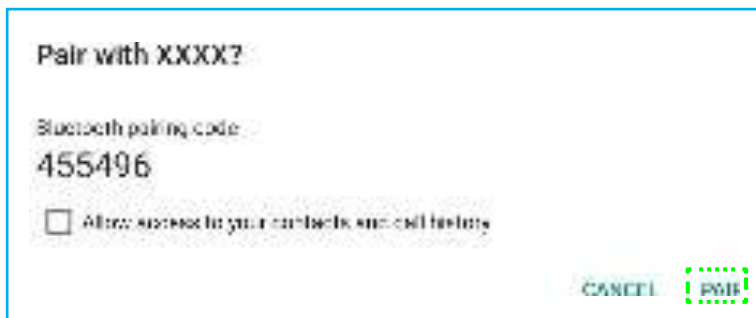 Pair with XXXX?
Bluetooth pairing code
455496
Allow access to your contacts and call history
CANCEL PAIR